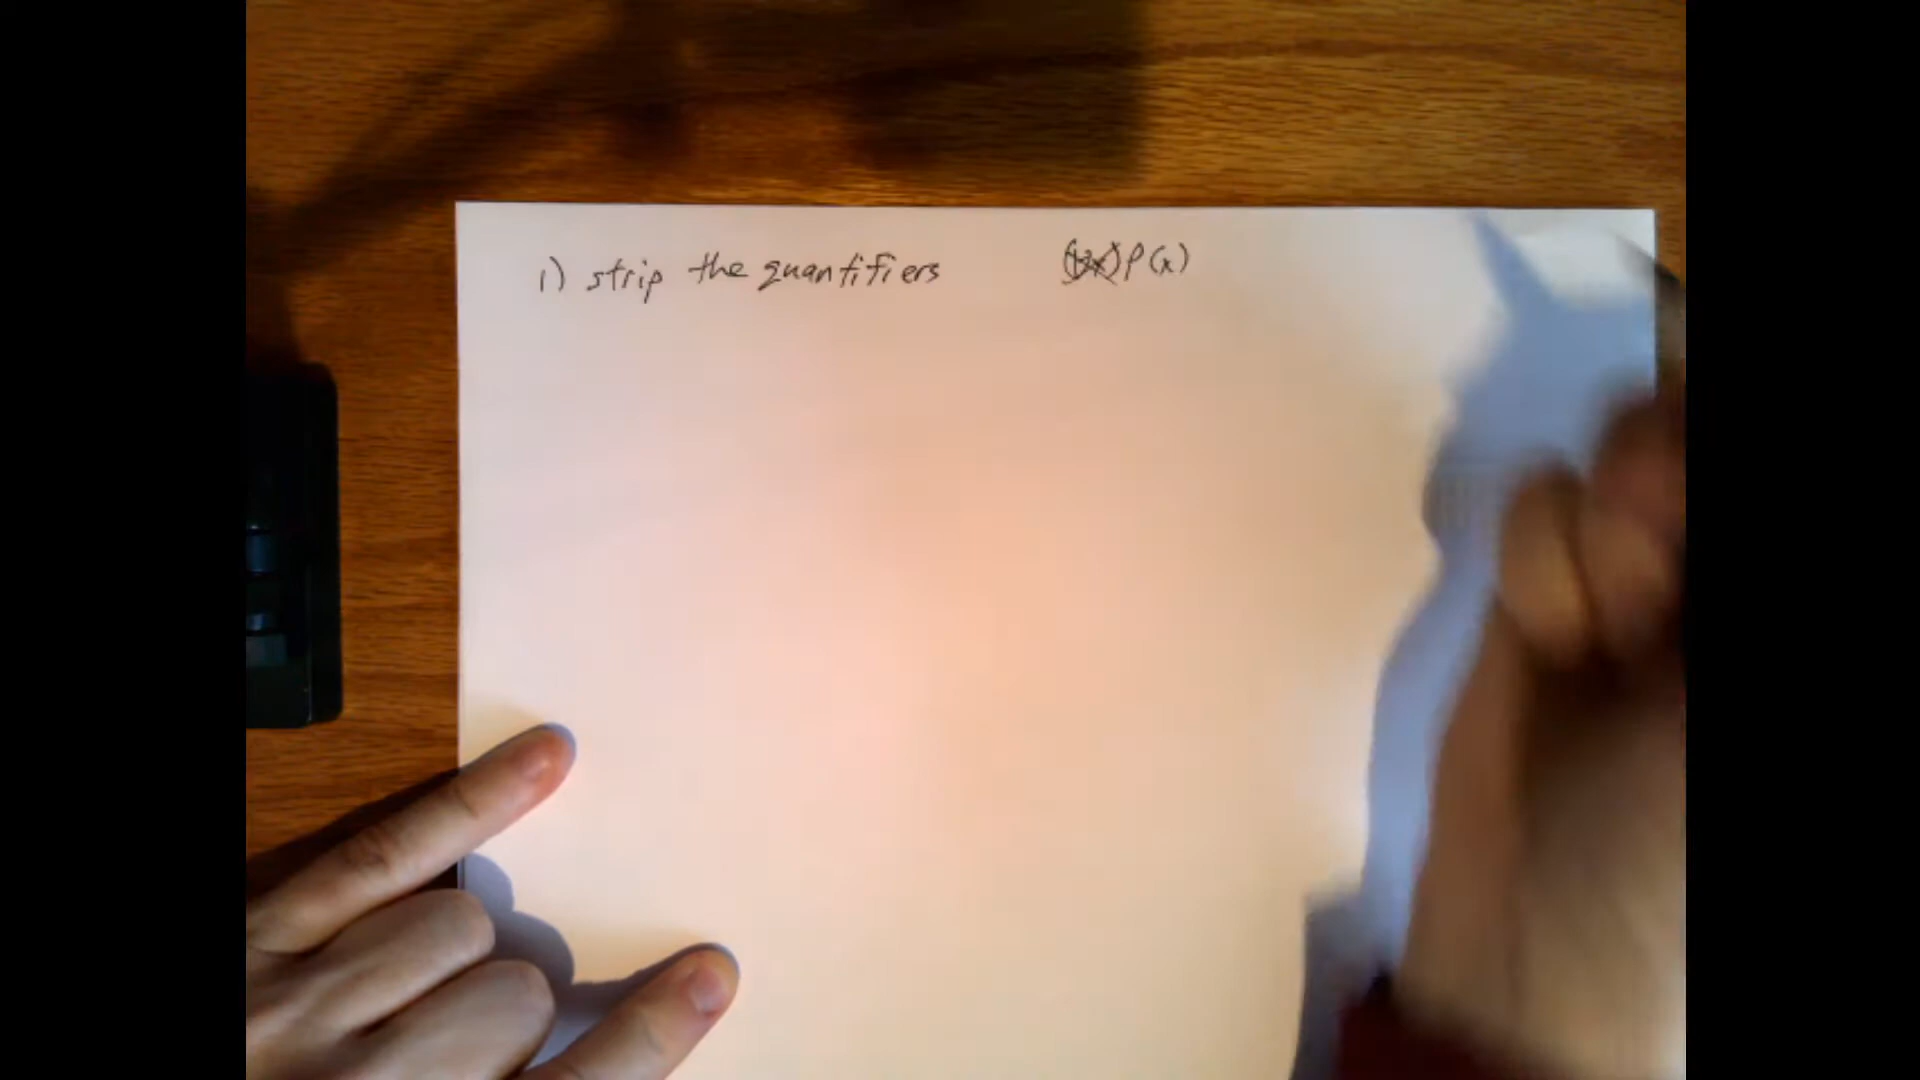 1) strip the quantifiers P(x)